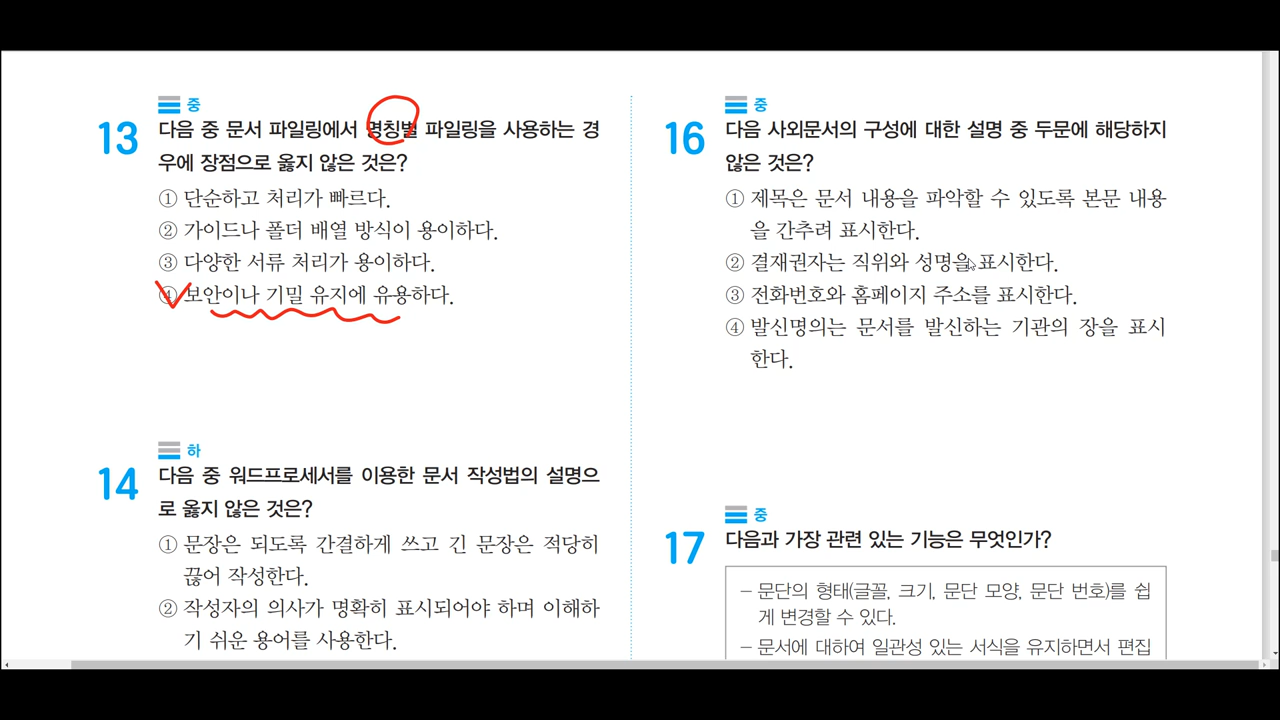 중
13 다음 중 문서 파일링에서 명칭별 파일링을 사용하는 경
우에 장점으로 옳지 않은 것은?
① 단순하고 처리가 빠르다.
② 가이드나 폴더 배열 방식이 용이하다.
③ 다양한 서류 처리가 용이하다.
④ 보안이나 기밀 유지에 유용하다.
하
14 다음 중 워드프로세서를 이용한 문서 작성법의 설명으
로 옳지 않은 것은?
① 문장은 되도록 간결하게 쓰고 긴 문장은 적당히
끊어 작성한다.
② 작성자의 의사가 명확히 표시되어야 하며 이해하
기 쉬운 용어를 사용한다.
중
16 다음 사외문서의 구성에 대한 설명 중 두문에 해당하지
않은 것은?
① 제목은 문서 내용을 파악할 수 있도록 본문 내용
을 간추려 표시한다.
② 결재권자는 직위와 성명을 표시한다.
③ 전화번호와 홈페이지 주소를 표시한다.
④ 발신명의는 문서를 발신하는 기관의 장을 표시
한다.
중
17 다음과 가장 관련 있는 기능은 무엇인가?
– 문단의 형태(글꼴, 크기, 문단 모양, 문단 번호)를 쉽
게 변경할 수 있다.
– 문서에 대하여 일관성 있는 서식을 유지하면서 편집